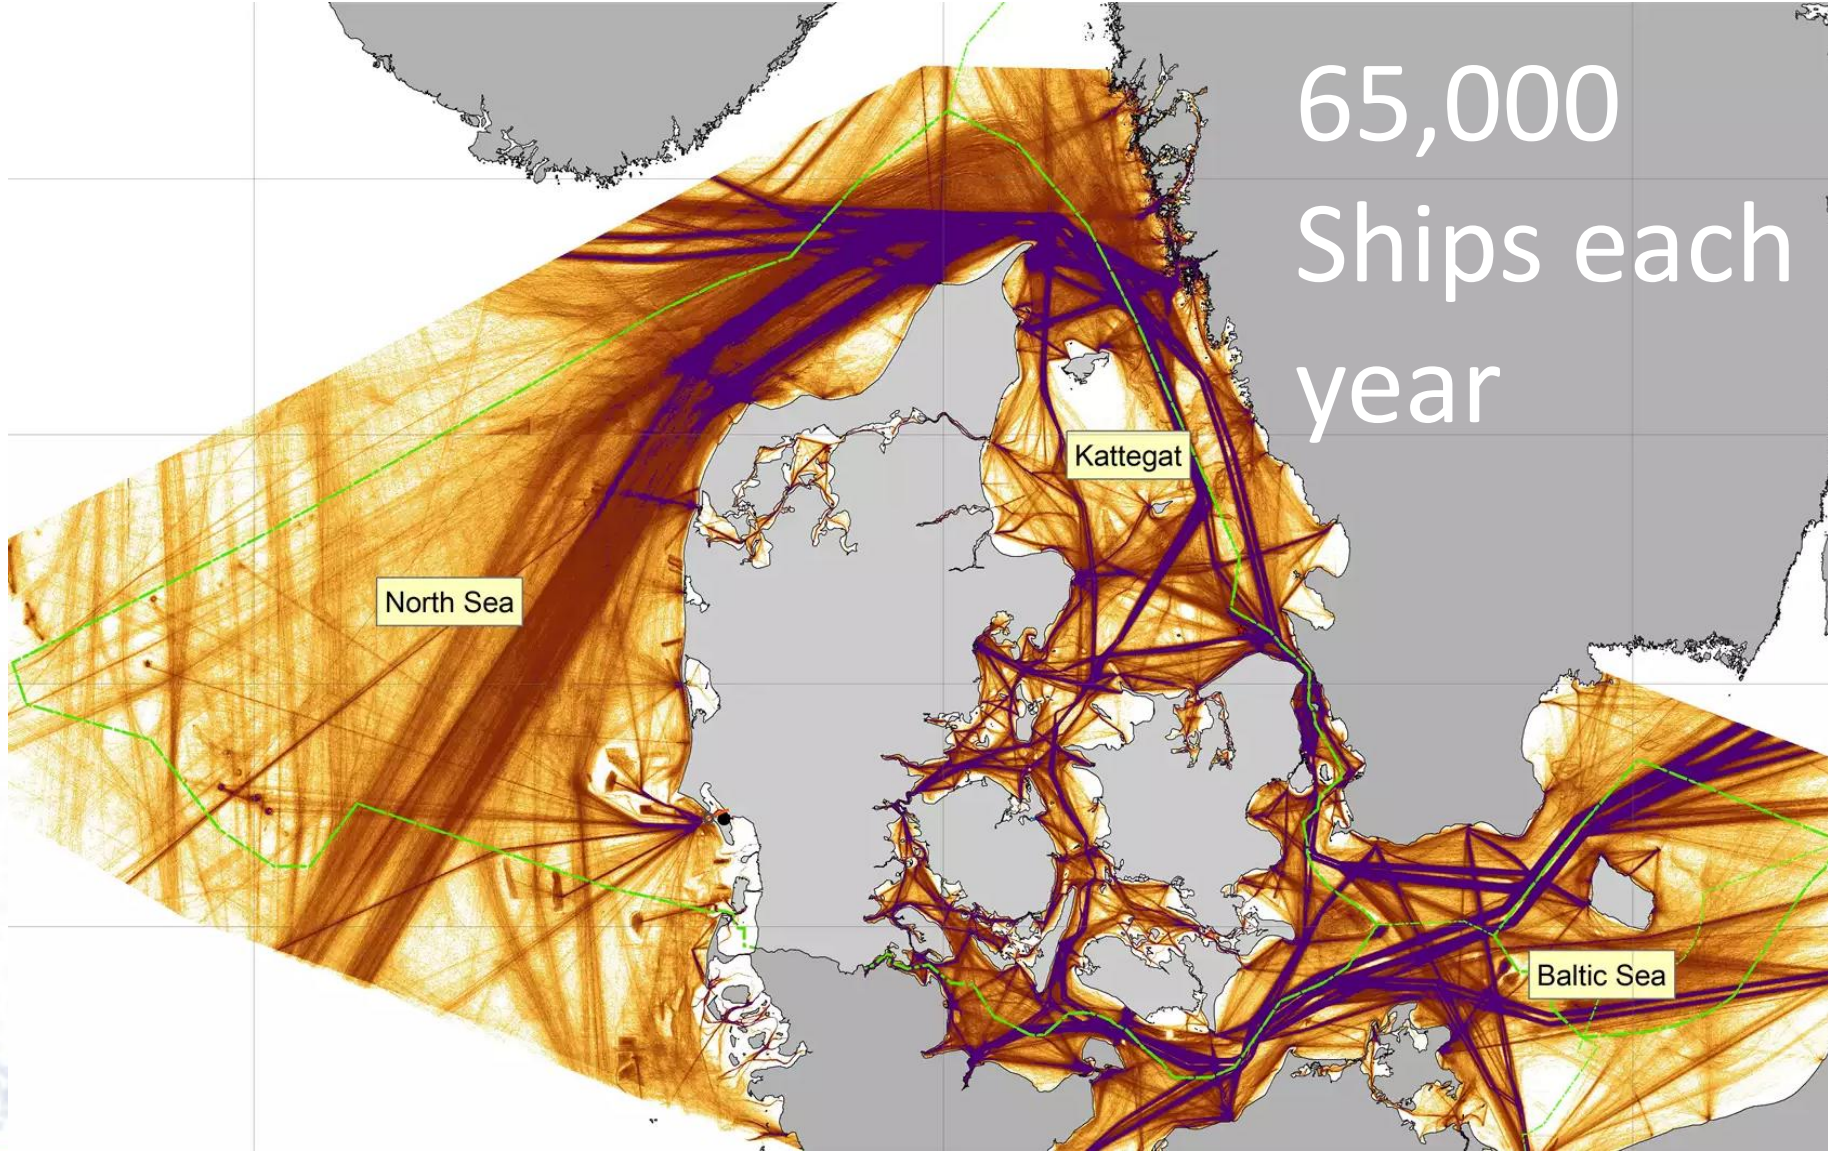 65,000
Ships each
year
Kattegat
North Sea
Baltic Sea